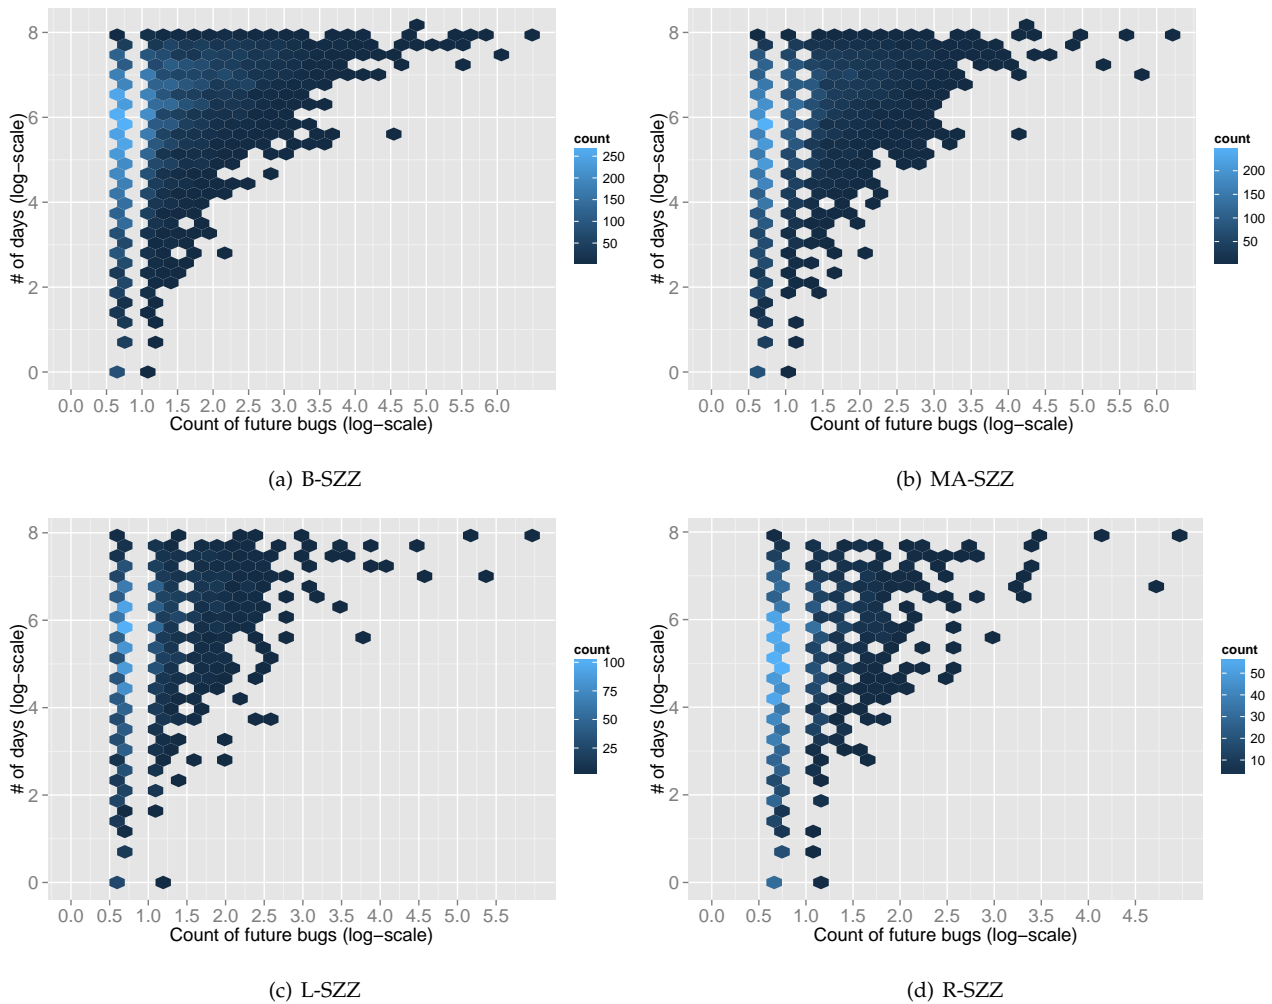 # of days (log−scale)
8
6
4
2
0
0.0 0.5 1.0 1.5 2.0 2.5 3.0 3.5 4.0 4.5 5.0 5.5 6.0
Count of future bugs (log−scale)
count
250
200
150
100
50
(a) B-SZZ
# of days (log−scale)
8
6
4
2
0
0.0 0.5 1.0 1.5 2.0 2.5 3.0 3.5 4.0 4.5 5.0 5.5 6.0
Count of future bugs (log−scale)
count
200
150
100
50
(b) MA-SZZ
# of days (log−scale)
8
6
4
2
0
0.0 0.5 1.0 1.5 2.0 2.5 3.0 3.5 4.0 4.5 5.0 5.5
Count of future bugs (log−scale)
count
100
75
50
25
(c) L-SZZ
# of days (log−scale)
8
6
4
2
0
0.0 0.5 1.0 1.5 2.0 2.5 3.0 3.5 4.0 4.5
Count of future bugs (log−scale)
count
50
40
30
20
10
(d) R-SZZ